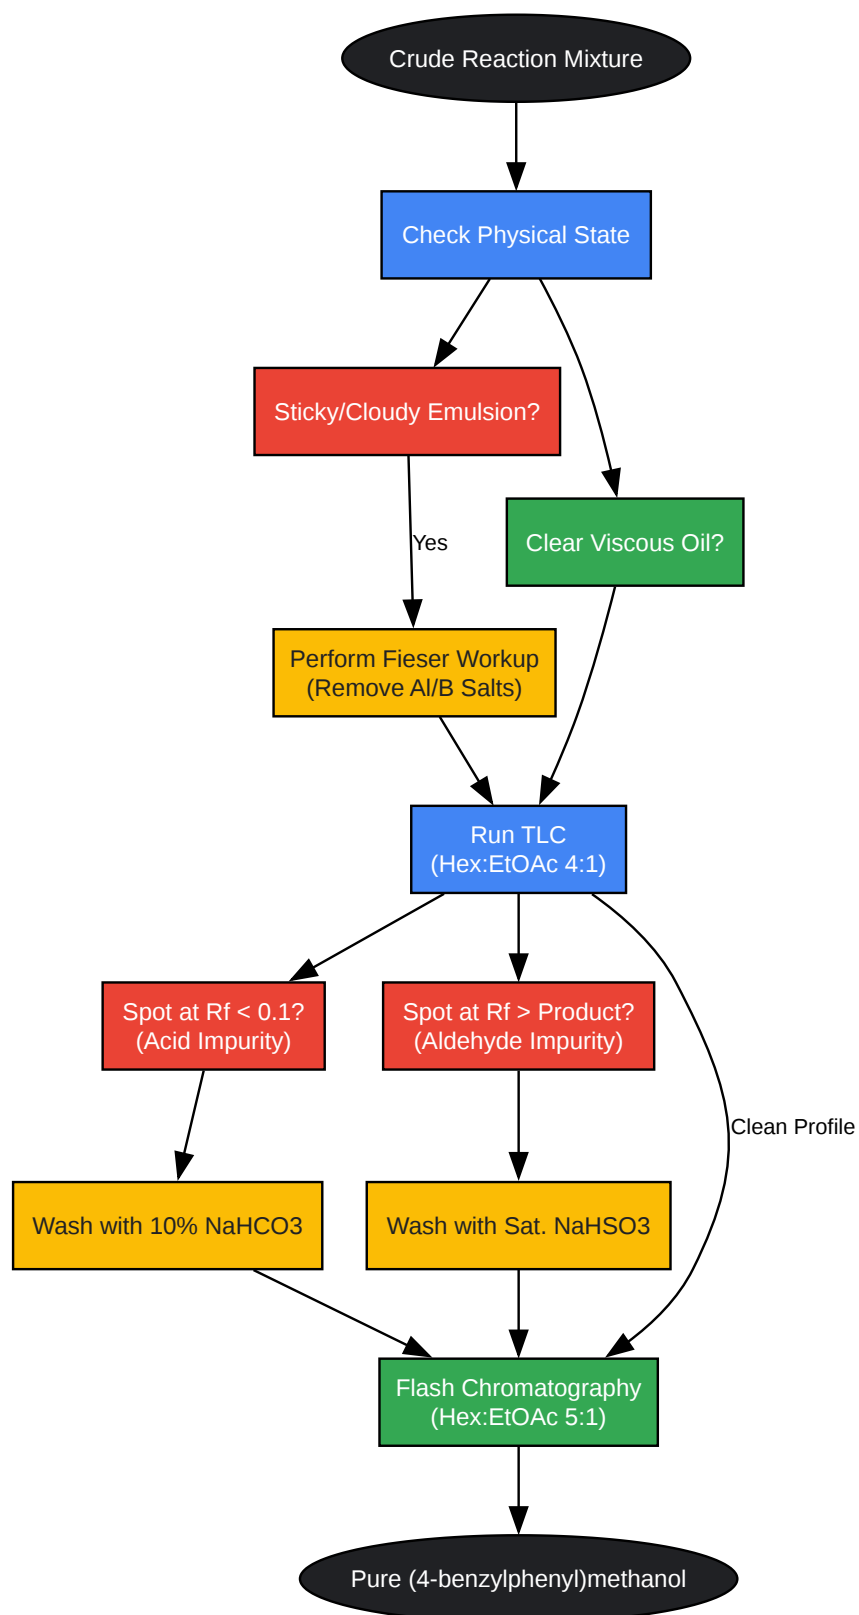 Crude Reaction Mixture
Check Physical State
Sticky/Cloudy Emulsion?
Clear Viscous Oil?
Yes
Perform Fieser Workup
(Remove Al/B Salts)
Run TLC
(Hex:EtOAc 4:1)
Spot at Rf < 0.1?
(Acid Impurity)
Spot at Rf > Product?
(Aldehyde Impurity)
Clean Profile
Wash with 10% NaHCO3
Wash with Sat. NaHSO3
Flash Chromatography
(Hex:EtOAc 5:1)
Pure (4-benzylphenyl)methanol